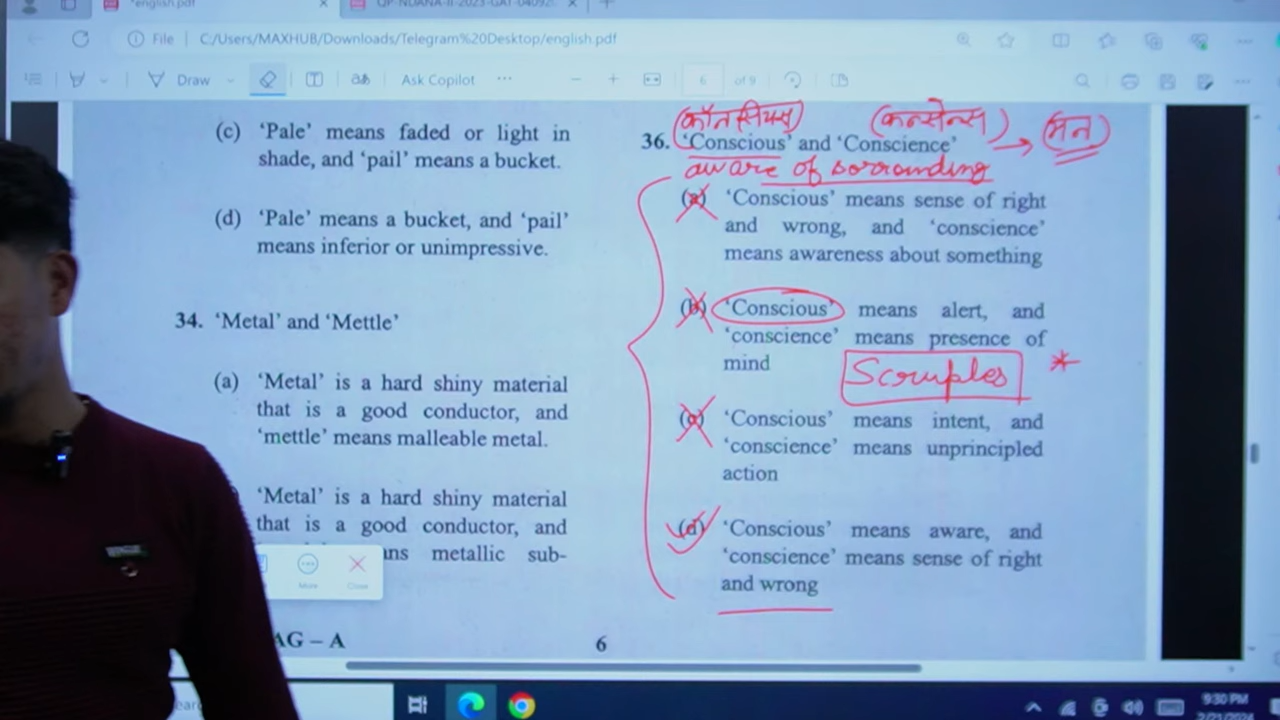 english.pdf
File C:/Users/MAXHUB/Downloads/Telegram%20Desktop/english.pdf
Draw
Ask Copilot
6 of 9
(c) 'Pale' means faded or light in
shade, and 'pail' means a bucket.
(d) 'Pale' means a bucket, and 'pail'
means inferior or unimpressive.
34. 'Metal' and 'Mettle'
(a) 'Metal' is a hard shiny material
that is a good conductor, and
'mettle' means malleable metal.
'Metal' is a hard shiny material
that is a good conductor, and
ans metallic sub-
More
Close
AG – A
6
(कॉनसियस) (कन्सेन्स) → (मन)
36. 'Conscious' and 'Conscience'
aware of sorrounding
(a) 'Conscious' means sense of right
and wrong, and 'conscience'
means awareness about something
(b) 'Conscious' means alert, and
'conscience' means presence of
mind
Scruples *
(c) 'Conscious' means intent, and
'conscience' means unprincipled
action
(d) 'Conscious' means aware, and
'conscience' means sense of right
and wrong
9:30 PM